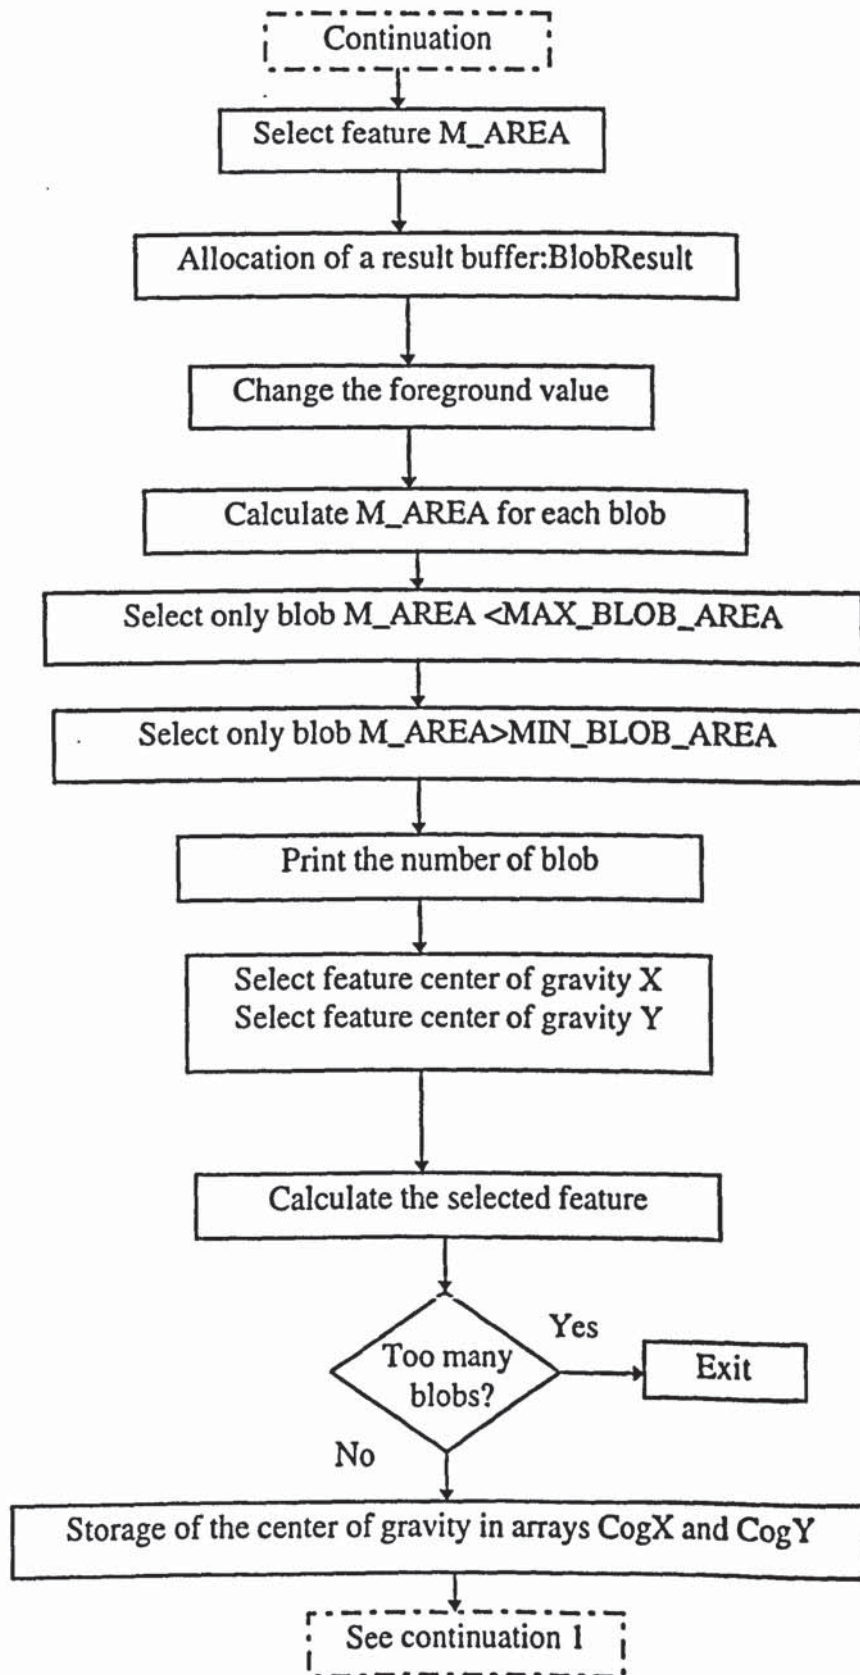 Continuation
Select feature M_AREA
Allocation of a result buffer:BlobResult
Change the foreground value
Calculate M_AREA for each blob
Select only blob M_AREA <MAX_BLOB_AREA
Select only blob M_AREA>MIN_BLOB_AREA
Print the number of blob
Select feature center of gravity X
Select feature center of gravity Y
Calculate the selected feature
Too many
blobs?
Yes
Exit
No
Storage of the center of gravity in arrays CogX and CogY
See continuation 1